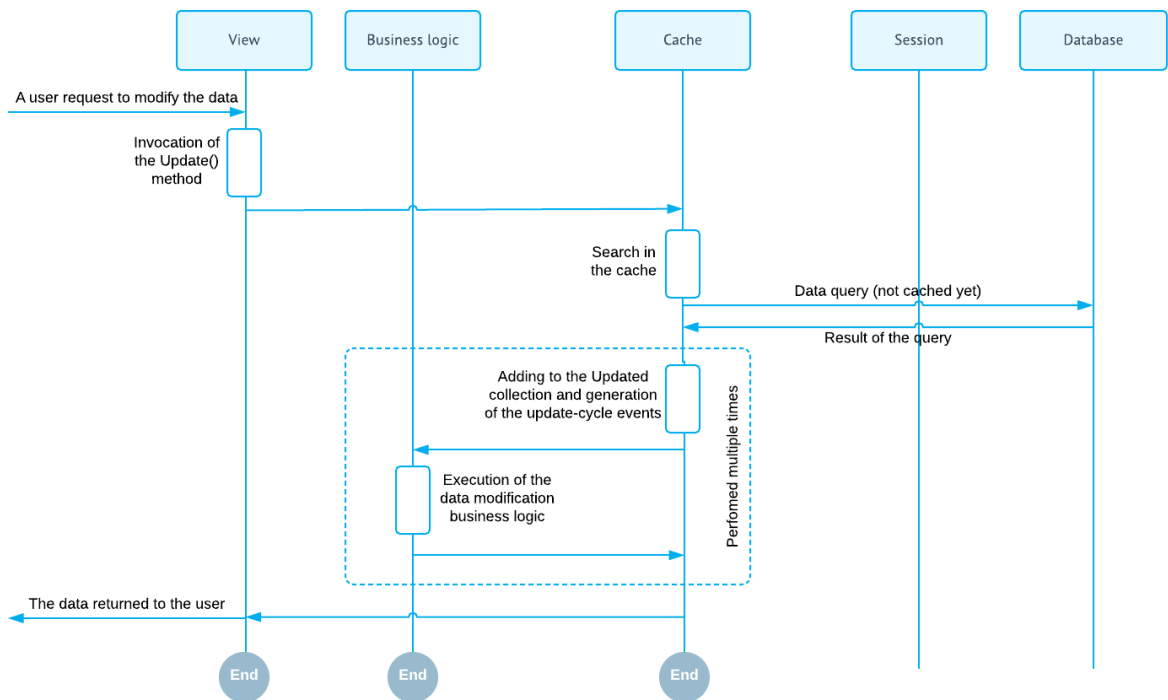 View
Business logic
Cache
Session
Database
A user request to modify the data
Invocation of
the Update()
method
Search in
the cache
Data query (not cached yet)
Result of the query
Adding to the Updated
collection and generation
of the update-cycle events
Perfomed multiple times
Execution of the
data modification
business logic
The data returned to the user
End
End
End